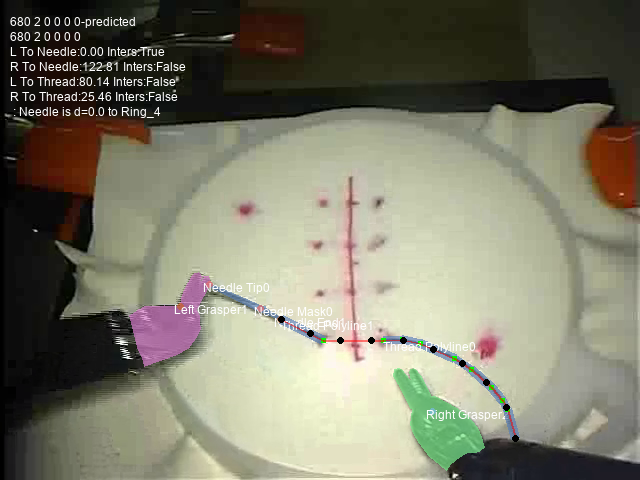 680 2 0 0 0 0-predicted
680 2 0 0 0 0
L To Needle:0.00 Inters:True
R To Needle:122.81 Inters:False
L To Thread:80.14 Inters:False
R To Thread:25.46 Inters:False
: Needle is d=0.0 to Ring_4
Needle Tip0
Left Grasper1
Needle Mask0
Thread Polyline1
Thread Polyline0
Right Grasper